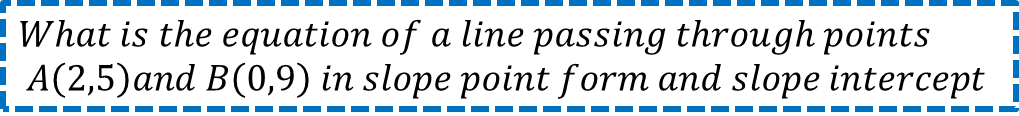 What is the equation of a line passing through points
A(2,5)and B(0,9) in slope point form and slope intercept